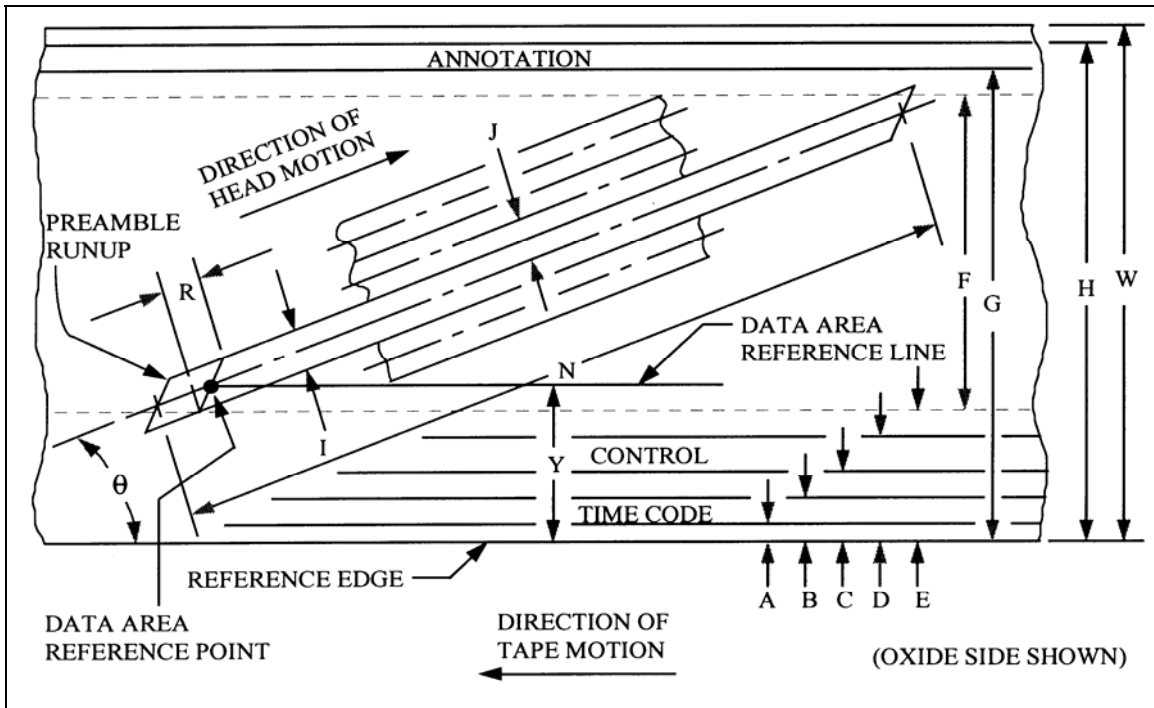 ANNOTATION
DIRECTION OF
HEAD MOTION
J
PREAMBLE
RUNUP
R
F
G
H
W
DATA AREA
REFERENCE LINE
N
I
Y
CONTROL
θ
TIME CODE
REFERENCE EDGE
A
B
C
D
E
DATA AREA
REFERENCE POINT
DIRECTION OF
TAPE MOTION
(OXIDE SIDE SHOWN)